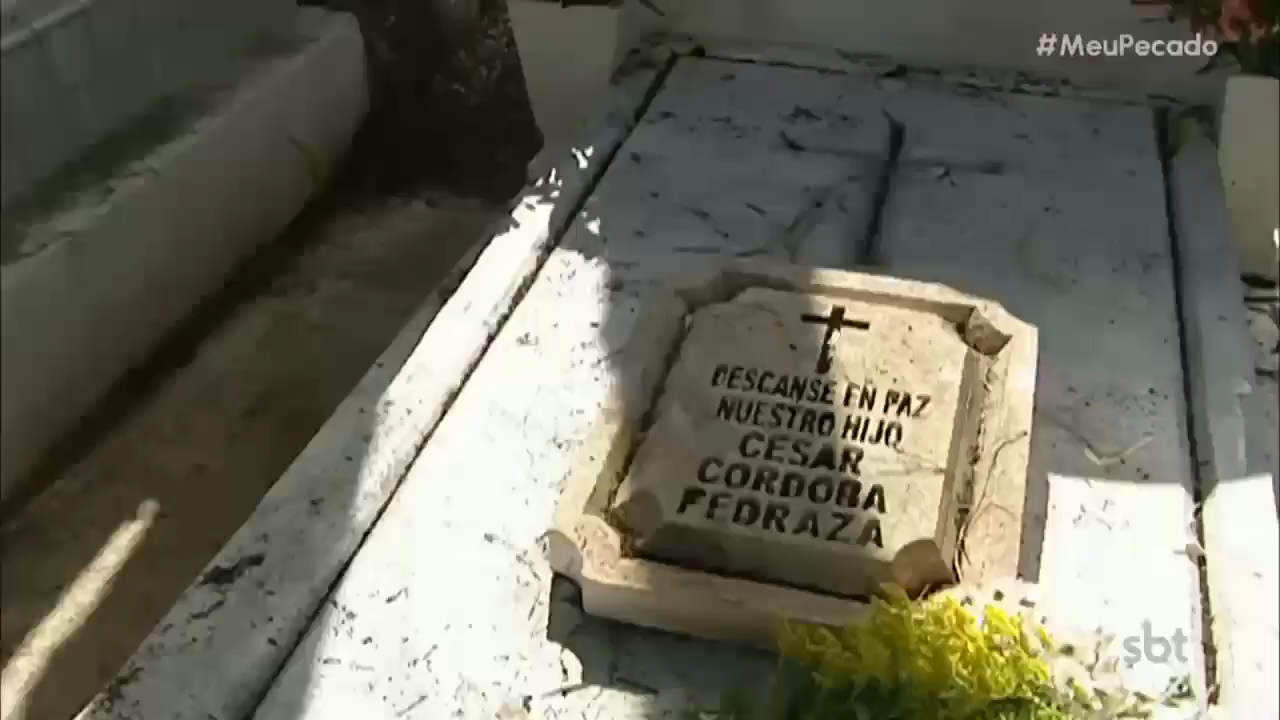 #MeuPecado
DESCANSE EN PAZ
NUESTRO HIJO
CESAR
CORDOBA
PEDRAZA
sbt